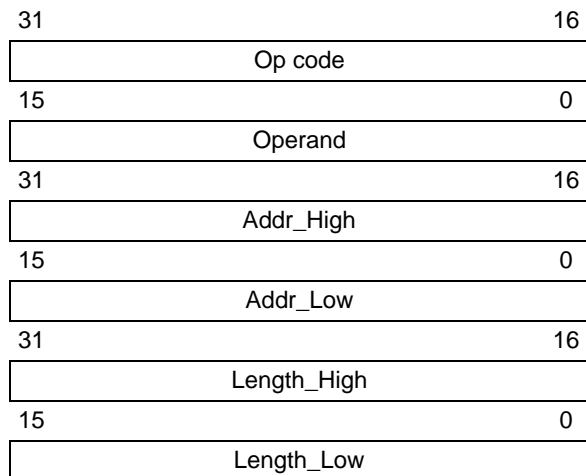 31 16
Op code
15 0
Operand
31 16
Addr_High
15 0
Addr_Low
31 16
Length_High
15 0
Length_Low